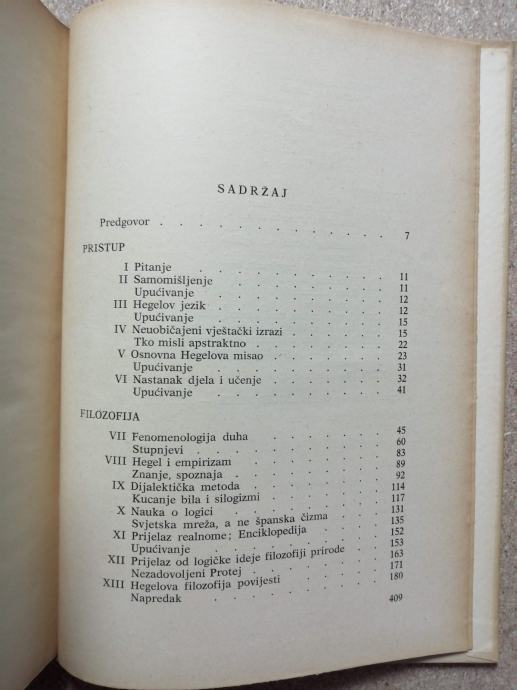 SADRŽAJ
Predgovor . . . . . . . . . . . . 7
PRISTUP
I Pitanje . . . . . . . . . 11
II Samomišljenje . . . . . . . 11
Upućivanje . . . . . . . 12
III Hegelov jezik . . . . . . . 12
Upućivanje . . . . . . . 15
IV Neuobičajeni vještački izrazi . . . . 15
Tko misli apstraktno . . . . . 22
V Osnovna Hegelova misao . . . . . 23
Upućivanje . . . . . . . 31
VI Nastanak djela i učenje . . . . . 32
Upućivanje . . . . . . . 41
FILOZOFIJA
VII Fenomenologija duha . . . . . . 45
Stupnjevi . . . . . . . . 60
VIII Hegel i empirizam . . . . . . 83
Znanje, spoznaja . . . . . . 89
IX Dijalektička metoda . . . . . . 92
Kucanje bila i silogizmi . . . . . 114
X Nauka o logici . . . . . . . 117
Svjetska mreža, a ne španska čizma . . . 131
XI Prijelaz realnome; Enciklopedija . . . . 135
Upućivanje . . . . . . . 152
XII Prijelaz od logičke ideje filozofiji prirode . . 153
Nezadovoljeni Protej . . . . . . 163
XIII Hegelova filozofija povijesti . . . . 171
Napredak . . . . . . . . 180
409